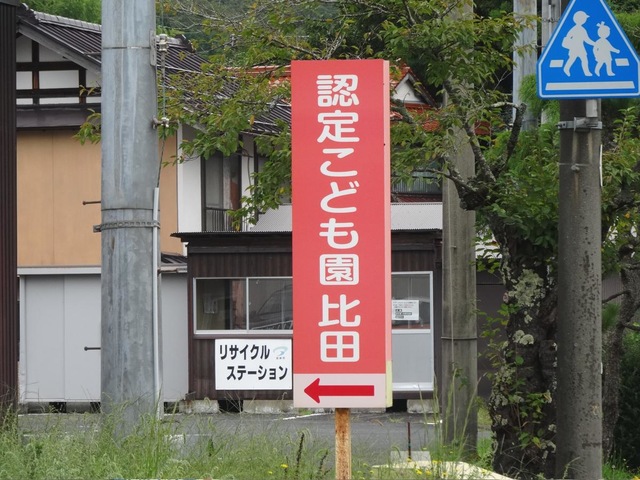 認定こども園比田
リサイクル
ステーション